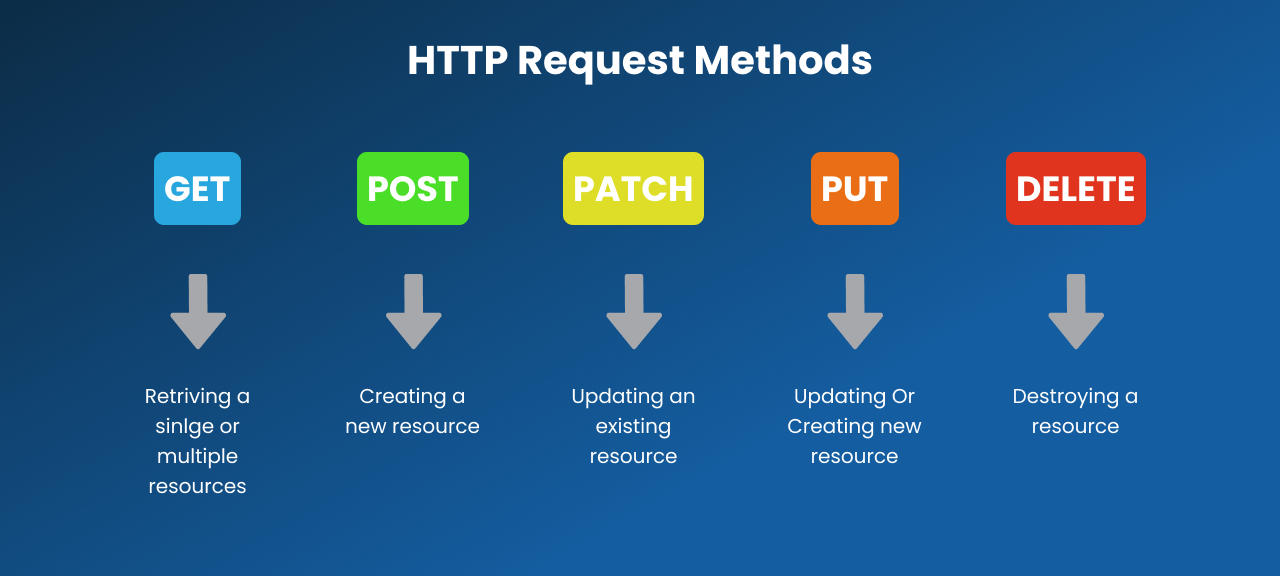 HTTP Request Methods
GET
POST
PATCH
PUT
DELETE
Retriving a
sinlge or
multiple
resources
Creating a
new resource
Updating an
existing
resource
Updating Or
Creating new
resource
Destroying a
resource